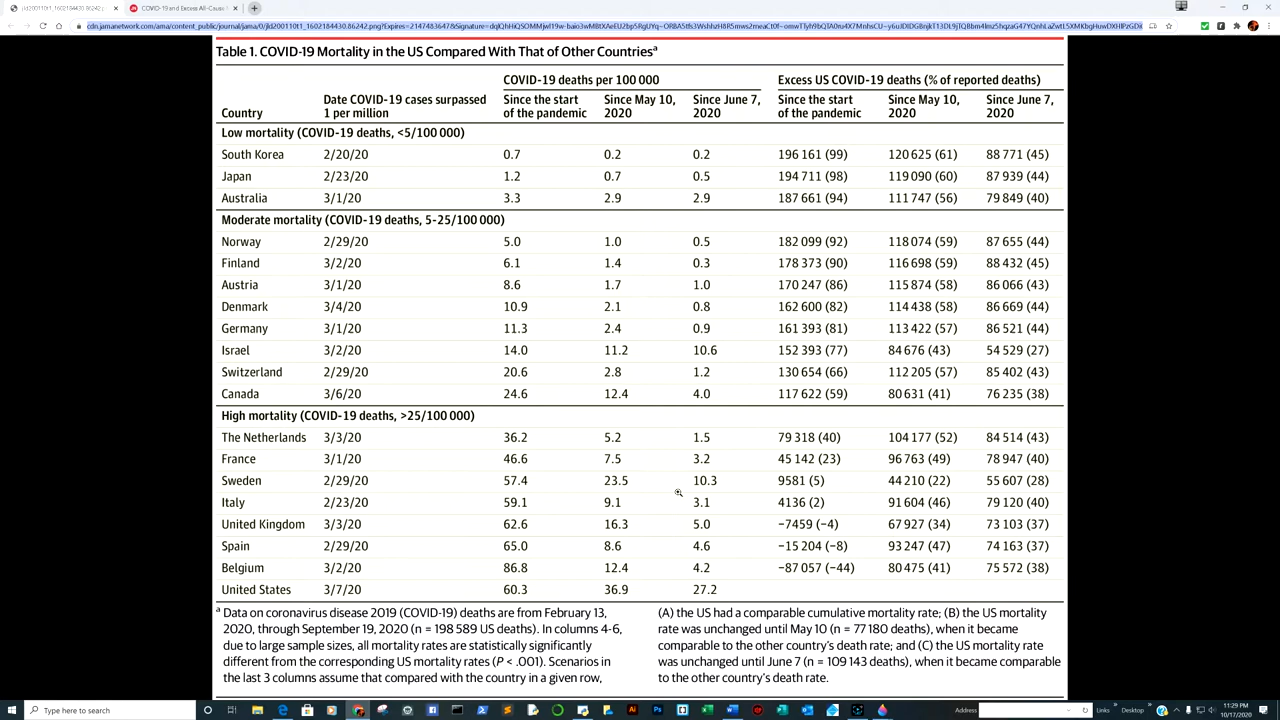 jld200110t1_1602184430.86242.p
COVID-19 and Excess All-Cause
Table 1. COVID-19 Mortality in the US Compared With That of Other Countriesa
COVID-19 deaths per 100 000 Excess US COVID-19 deaths (% of reported deaths)
Country Date COVID-19 cases surpassed 1 per million Since the start of the pandemic Since May 10, 2020 Since June 7, 2020 Since the start of the pandemic Since May 10, 2020 Since June 7, 2020
Low mortality (COVID-19 deaths, <5/100 000)
South Korea 2/20/20 0.7 0.2 0.2 196 161 (99) 120 625 (61) 88 771 (45)
Japan 2/23/20 1.2 0.7 0.5 194 711 (98) 119 090 (60) 87 939 (44)
Australia 3/1/20 3.3 2.9 2.9 187 661 (94) 111 747 (56) 79 849 (40)
Moderate mortality (COVID-19 deaths, 5-25/100 000)
Norway 2/29/20 5.0 1.0 0.5 182 099 (92) 118 074 (59) 87 655 (44)
Finland 3/2/20 6.1 1.4 0.3 178 373 (90) 116 698 (59) 88 432 (45)
Austria 3/1/20 8.6 1.7 1.0 170 247 (86) 115 874 (58) 86 066 (43)
Denmark 3/4/20 10.9 2.1 0.8 162 600 (82) 114 438 (58) 86 669 (44)
Germany 3/1/20 11.3 2.4 0.9 161 393 (81) 113 422 (57) 86 521 (44)
Israel 3/2/20 14.0 11.2 10.6 152 393 (77) 84 676 (43) 54 529 (27)
Switzerland 2/29/20 20.6 2.8 1.2 130 654 (66) 112 205 (57) 85 402 (43)
Canada 3/6/20 24.6 12.4 4.0 117 622 (59) 80 631 (41) 76 235 (38)
High mortality (COVID-19 deaths, >25/100 000)
The Netherlands 3/3/20 36.2 5.2 1.5 79 318 (40) 104 177 (52) 84 514 (43)
France 3/1/20 46.6 7.5 3.2 45 142 (23) 96 763 (49) 78 947 (40)
Sweden 2/29/20 57.4 23.5 10.3 9581 (5) 44 210 (22) 55 607 (28)
Italy 2/23/20 59.1 9.1 3.1 4136 (2) 91 604 (46) 79 120 (40)
United Kingdom 3/3/20 62.6 16.3 5.0 −7459 (−4) 67 927 (34) 73 103 (37)
Spain 2/29/20 65.0 8.6 4.6 −15 204 (−8) 93 247 (47) 74 163 (37)
Belgium 3/2/20 86.8 12.4 4.2 −87 057 (−44) 80 475 (41) 75 572 (38)
United States 3/7/20 60.3 36.9 27.2
a Data on coronavirus disease 2019 (COVID-19) deaths are from February 13,
2020, through September 19, 2020 (n = 198 589 US deaths). In columns 4-6,
due to large sample sizes, all mortality rates are statistically significantly
different from the corresponding US mortality rates (P < .001). Scenarios in
the last 3 columns assume that compared with the country in a given row,
(A) the US had a comparable cumulative mortality rate; (B) the US mortality
rate was unchanged until May 10 (n = 77 180 deaths), when it became
comparable to the other country's death rate; and (C) the US mortality rate
was unchanged until June 7 (n = 109 143 deaths), when it became comparable
to the other country's death rate.
Type here to search
Address
Links
Desktop
11:29 PM
10/17/2020